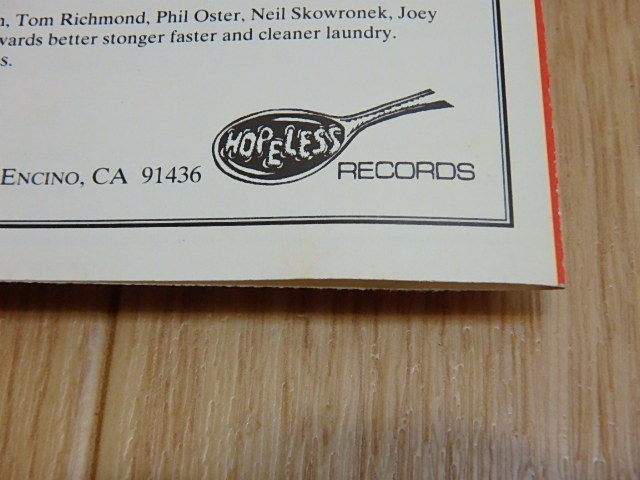 , Tom Richmond, Phil Oster, Neil Skowronek, Joey
wards better stonger faster and cleaner laundry.
s.
HOPELESS
RECORDS
ENCINO, CA 91436